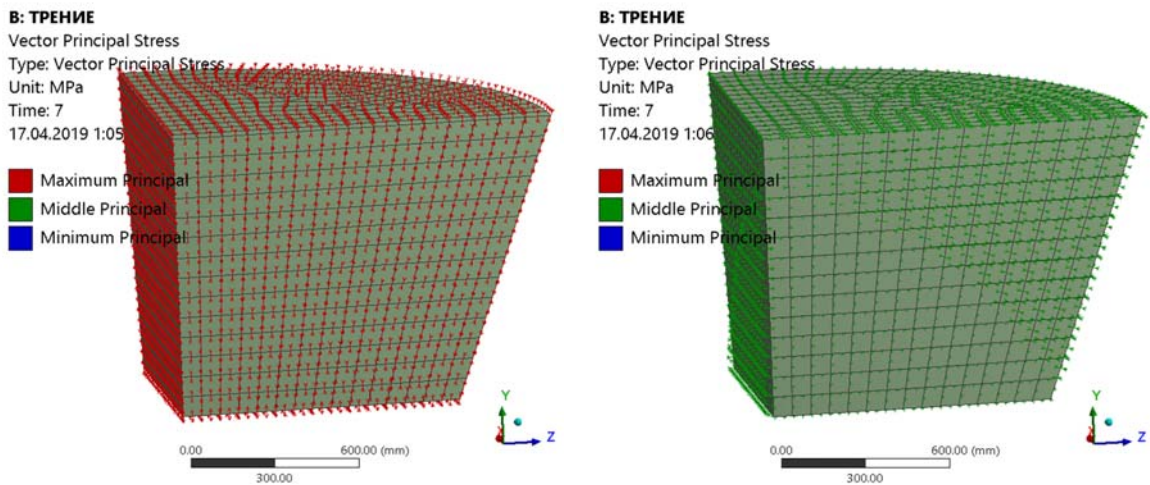 B: ТРЕНИЕ
Vector Principal Stress
Type: Vector Principal Stress
Unit: MPa
Time: 7
17.04.2019 1:05
Maximum Principal
Middle Principal
Minimum Principal
Y
X
Z
0.00 600.00 (mm)
300.00
B: ТРЕНИЕ
Vector Principal Stress
Type: Vector Principal Stress
Unit: MPa
Time: 7
17.04.2019 1:06
Maximum Principal
Middle Principal
Minimum Principal
Y
X
Z
0.00 600.00 (mm)
300.00